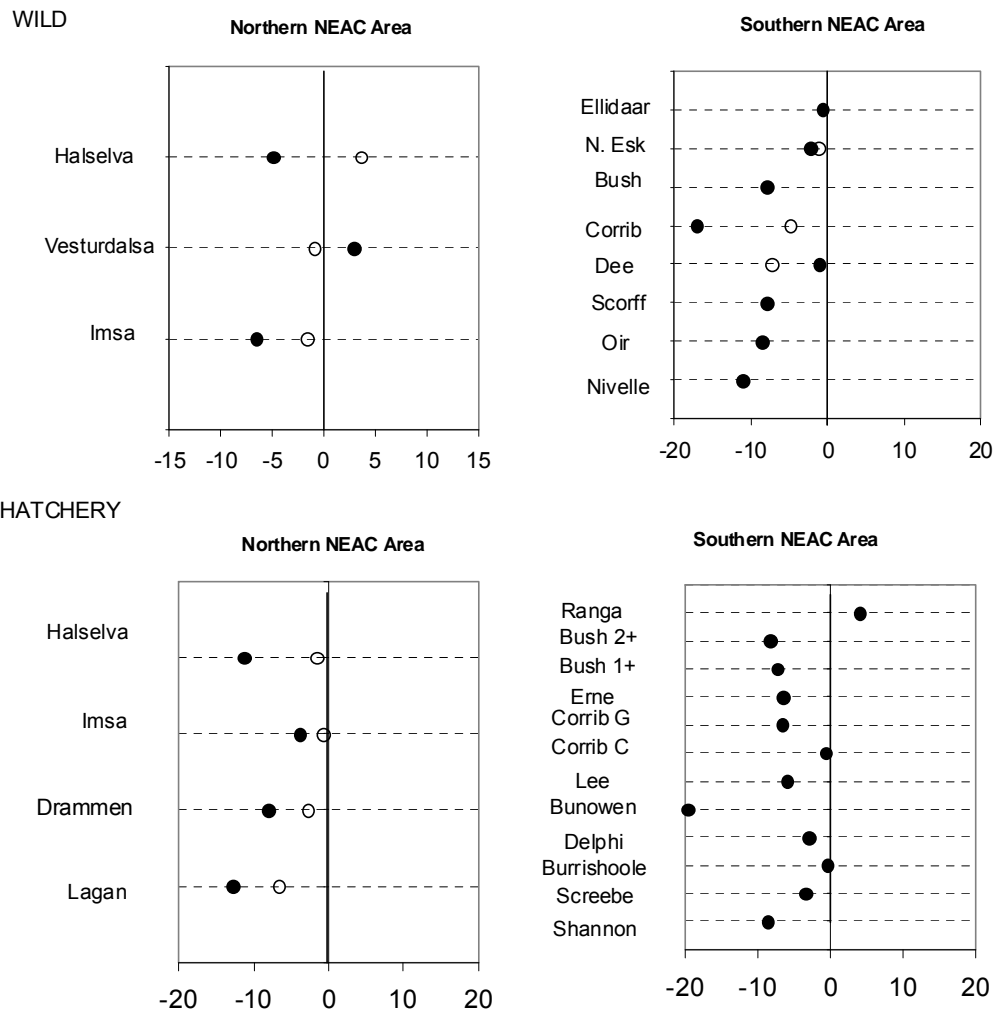 WILD
Northern NEAC Area
Halselva
Vesturdalsa
Imsa
-15 -10 -5 0 5 10 15
Southern NEAC Area
Ellidaar
N. Esk
Bush
Corrib
Dee
Scorff
Oir
Nivelle
-20 -10 0 10 20
HATCHERY
Northern NEAC Area
Halselva
Imsa
Drammen
Lagan
-20 -10 0 10 20
Southern NEAC Area
Ranga
Bush 2+
Bush 1+
Erne
Corrib G
Corrib C
Lee
Bunowen
Delphi
Burrishoole
Screebe
Shannon
-20 -10 0 10 20